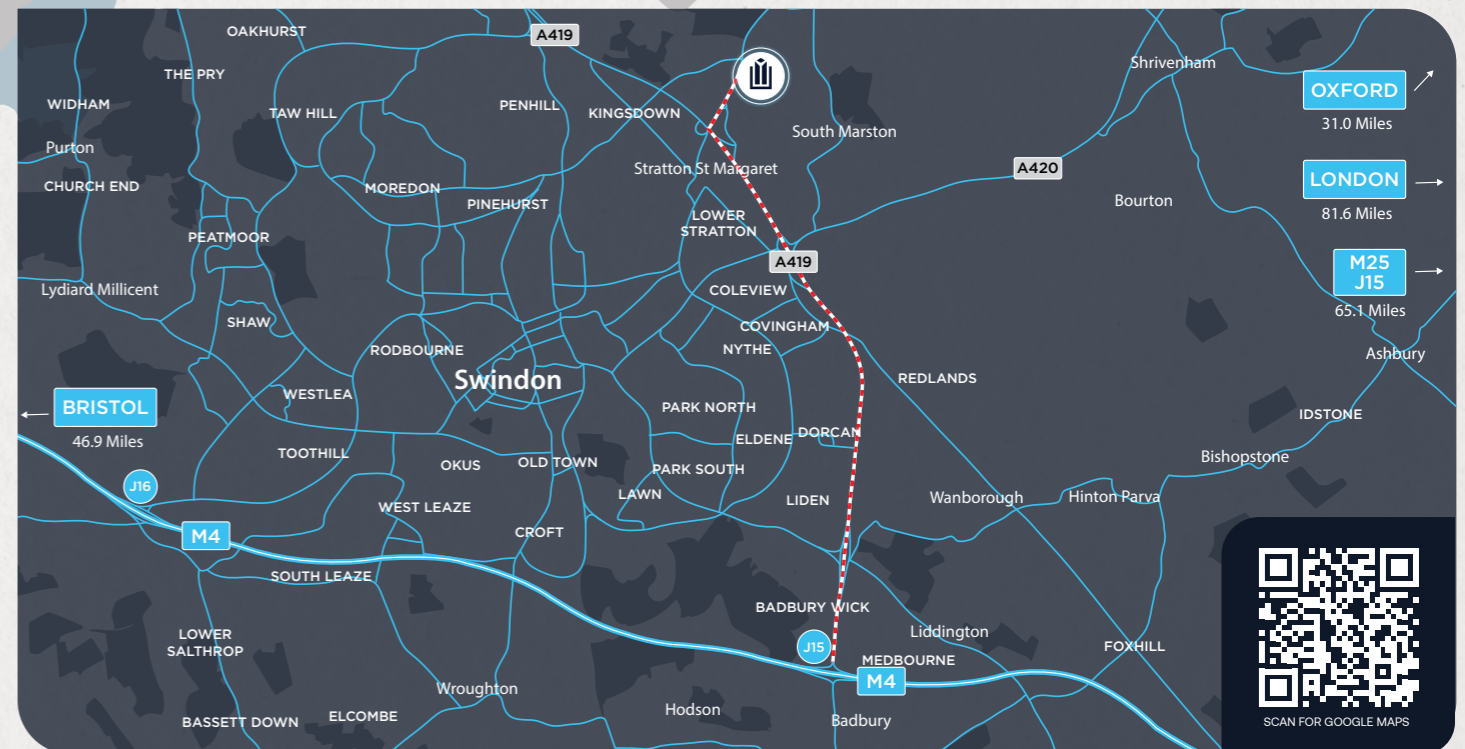 OAKHURST
A419
THE PRY
Shrivenham
OXFORD
31.0 Miles
WIDHAM
TAW HILL
PENHILL
KINGSDOWN
South Marston
Purton
Stratton St Margaret
A420
LONDON
81.6 Miles
CHURCH END
MOREDON
PINEHURST
Bourton
LOWER
STRATTON
PEATMOOR
A419
M25
J15
65.1 Miles
Lydiard Millicent
COLEVIEW
SHAW
COVINGHAM
RODBOURNE
NYTHE
Ashbury
Swindon
REDLANDS
WESTLEA
BRISTOL
46.9 Miles
PARK NORTH
IDSTONE
ELDENE
DORCAN
TOOTHILL
OKUS
OLD TOWN
PARK SOUTH
Bishopstone
J16
LAWN
LIDEN
Wanborough
Hinton Parva
WEST LEAZE
M4
CROFT
SOUTH LEAZE
BADBURY WICK
LOWER
SALTHROP
Liddington
J15
FOXHILL
MEDBOURNE
M4
Wroughton
Hodson
BASSETT DOWN
ELCOMBE
Badbury
SCAN FOR GOOGLE MAPS